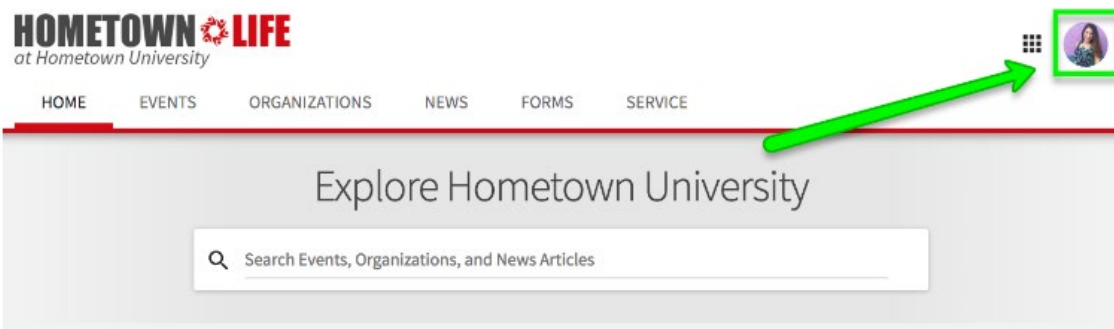 HOMETOWN LIFE
at Hometown University
HOME EVENTS ORGANIZATIONS NEWS FORMS SERVICE
Explore Hometown University
Search Events, Organizations, and News Articles